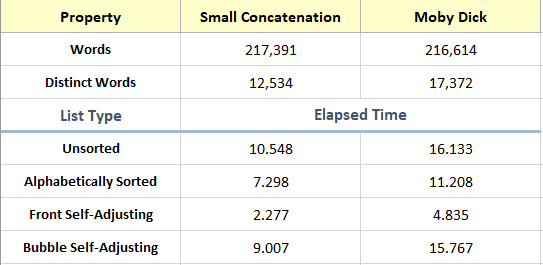 Property Small Concatenation Moby Dick
Words 217,391 216,614
Distinct Words 12,534 17,372
List Type Elapsed Time
Unsorted 10.548 16.133
Alphabetically Sorted 7.298 11.208
Front Self-Adjusting 2.277 4.835
Bubble Self-Adjusting 9.007 15.767